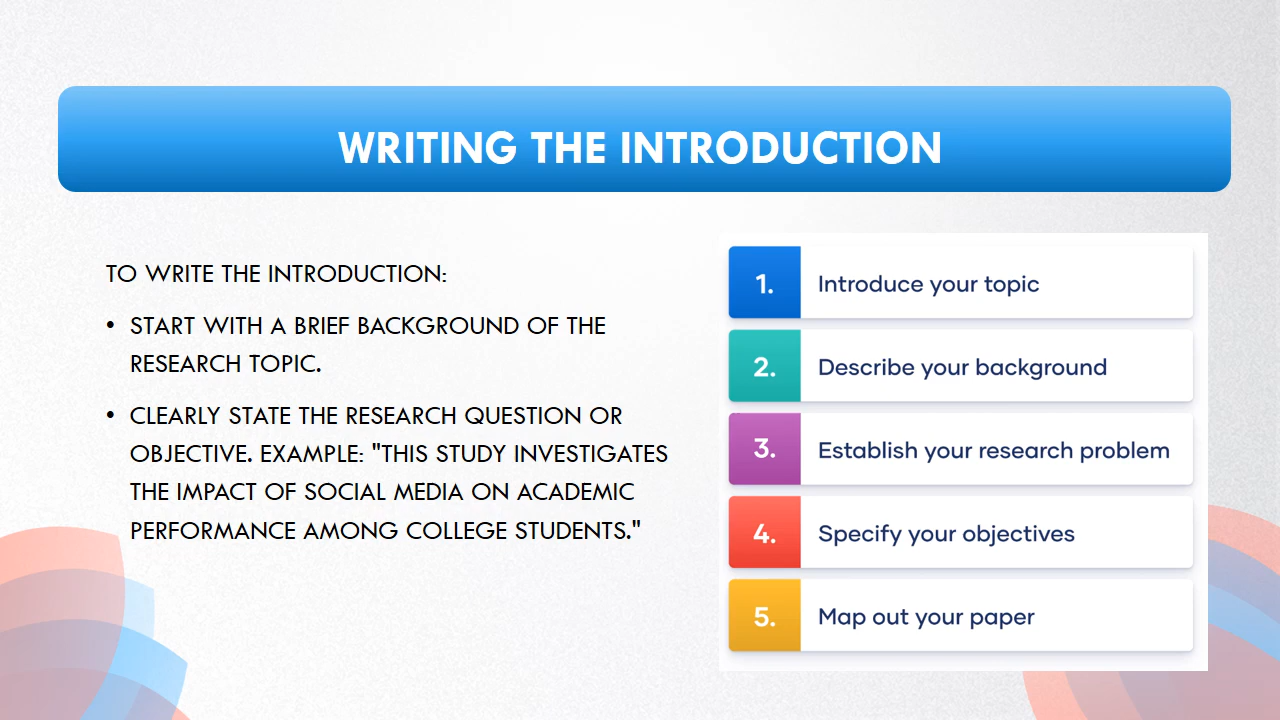 WRITING THE INTRODUCTION
TO WRITE THE INTRODUCTION:
• START WITH A BRIEF BACKGROUND OF THE
RESEARCH TOPIC.
• CLEARLY STATE THE RESEARCH QUESTION OR
OBJECTIVE. EXAMPLE: "THIS STUDY INVESTIGATES
THE IMPACT OF SOCIAL MEDIA ON ACADEMIC
PERFORMANCE AMONG COLLEGE STUDENTS."
1. Introduce your topic
2. Describe your background
3. Establish your research problem
4. Specify your objectives
5. Map out your paper